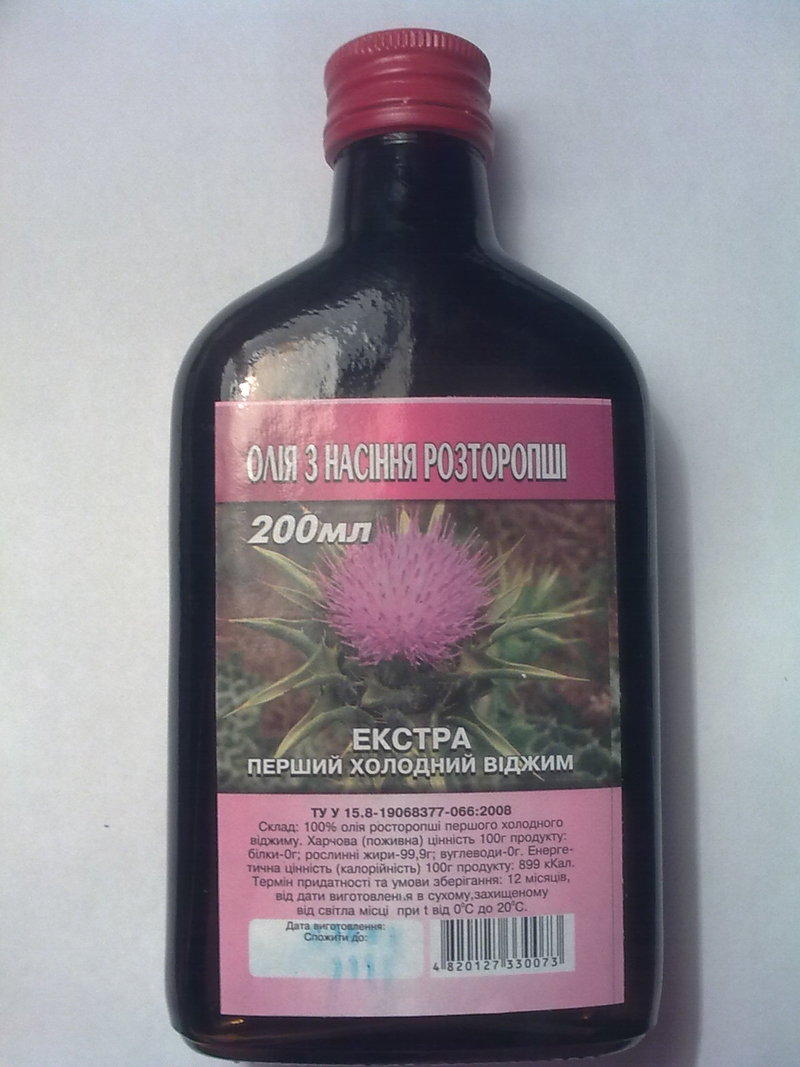 ОЛІЯ З НАСІННЯ РОЗТОРОПШІ
200мл
ЕКСТРА
ПЕРШИЙ ХОЛОДНИЙ ВІДЖИМ
ТУ У 15.8-19068377-066:2008
Склад: 100% олія росторопші першого холодного
віджиму. Харчова (поживна) цінність 100г продукту:
білки-0г; рослинні жири-99,9г; вуглеводи-0г. Енерге-
тична цінність (калорійність) 100г продукту: 899 кКал.
Термін придатності та умови зберігання: 12 місяців,
від дати виготовлення в сухому,захищеному
від світла місці при t від 0°С до 20°С.
Дата виготовлення:
Спожити до:
4 820127 330073